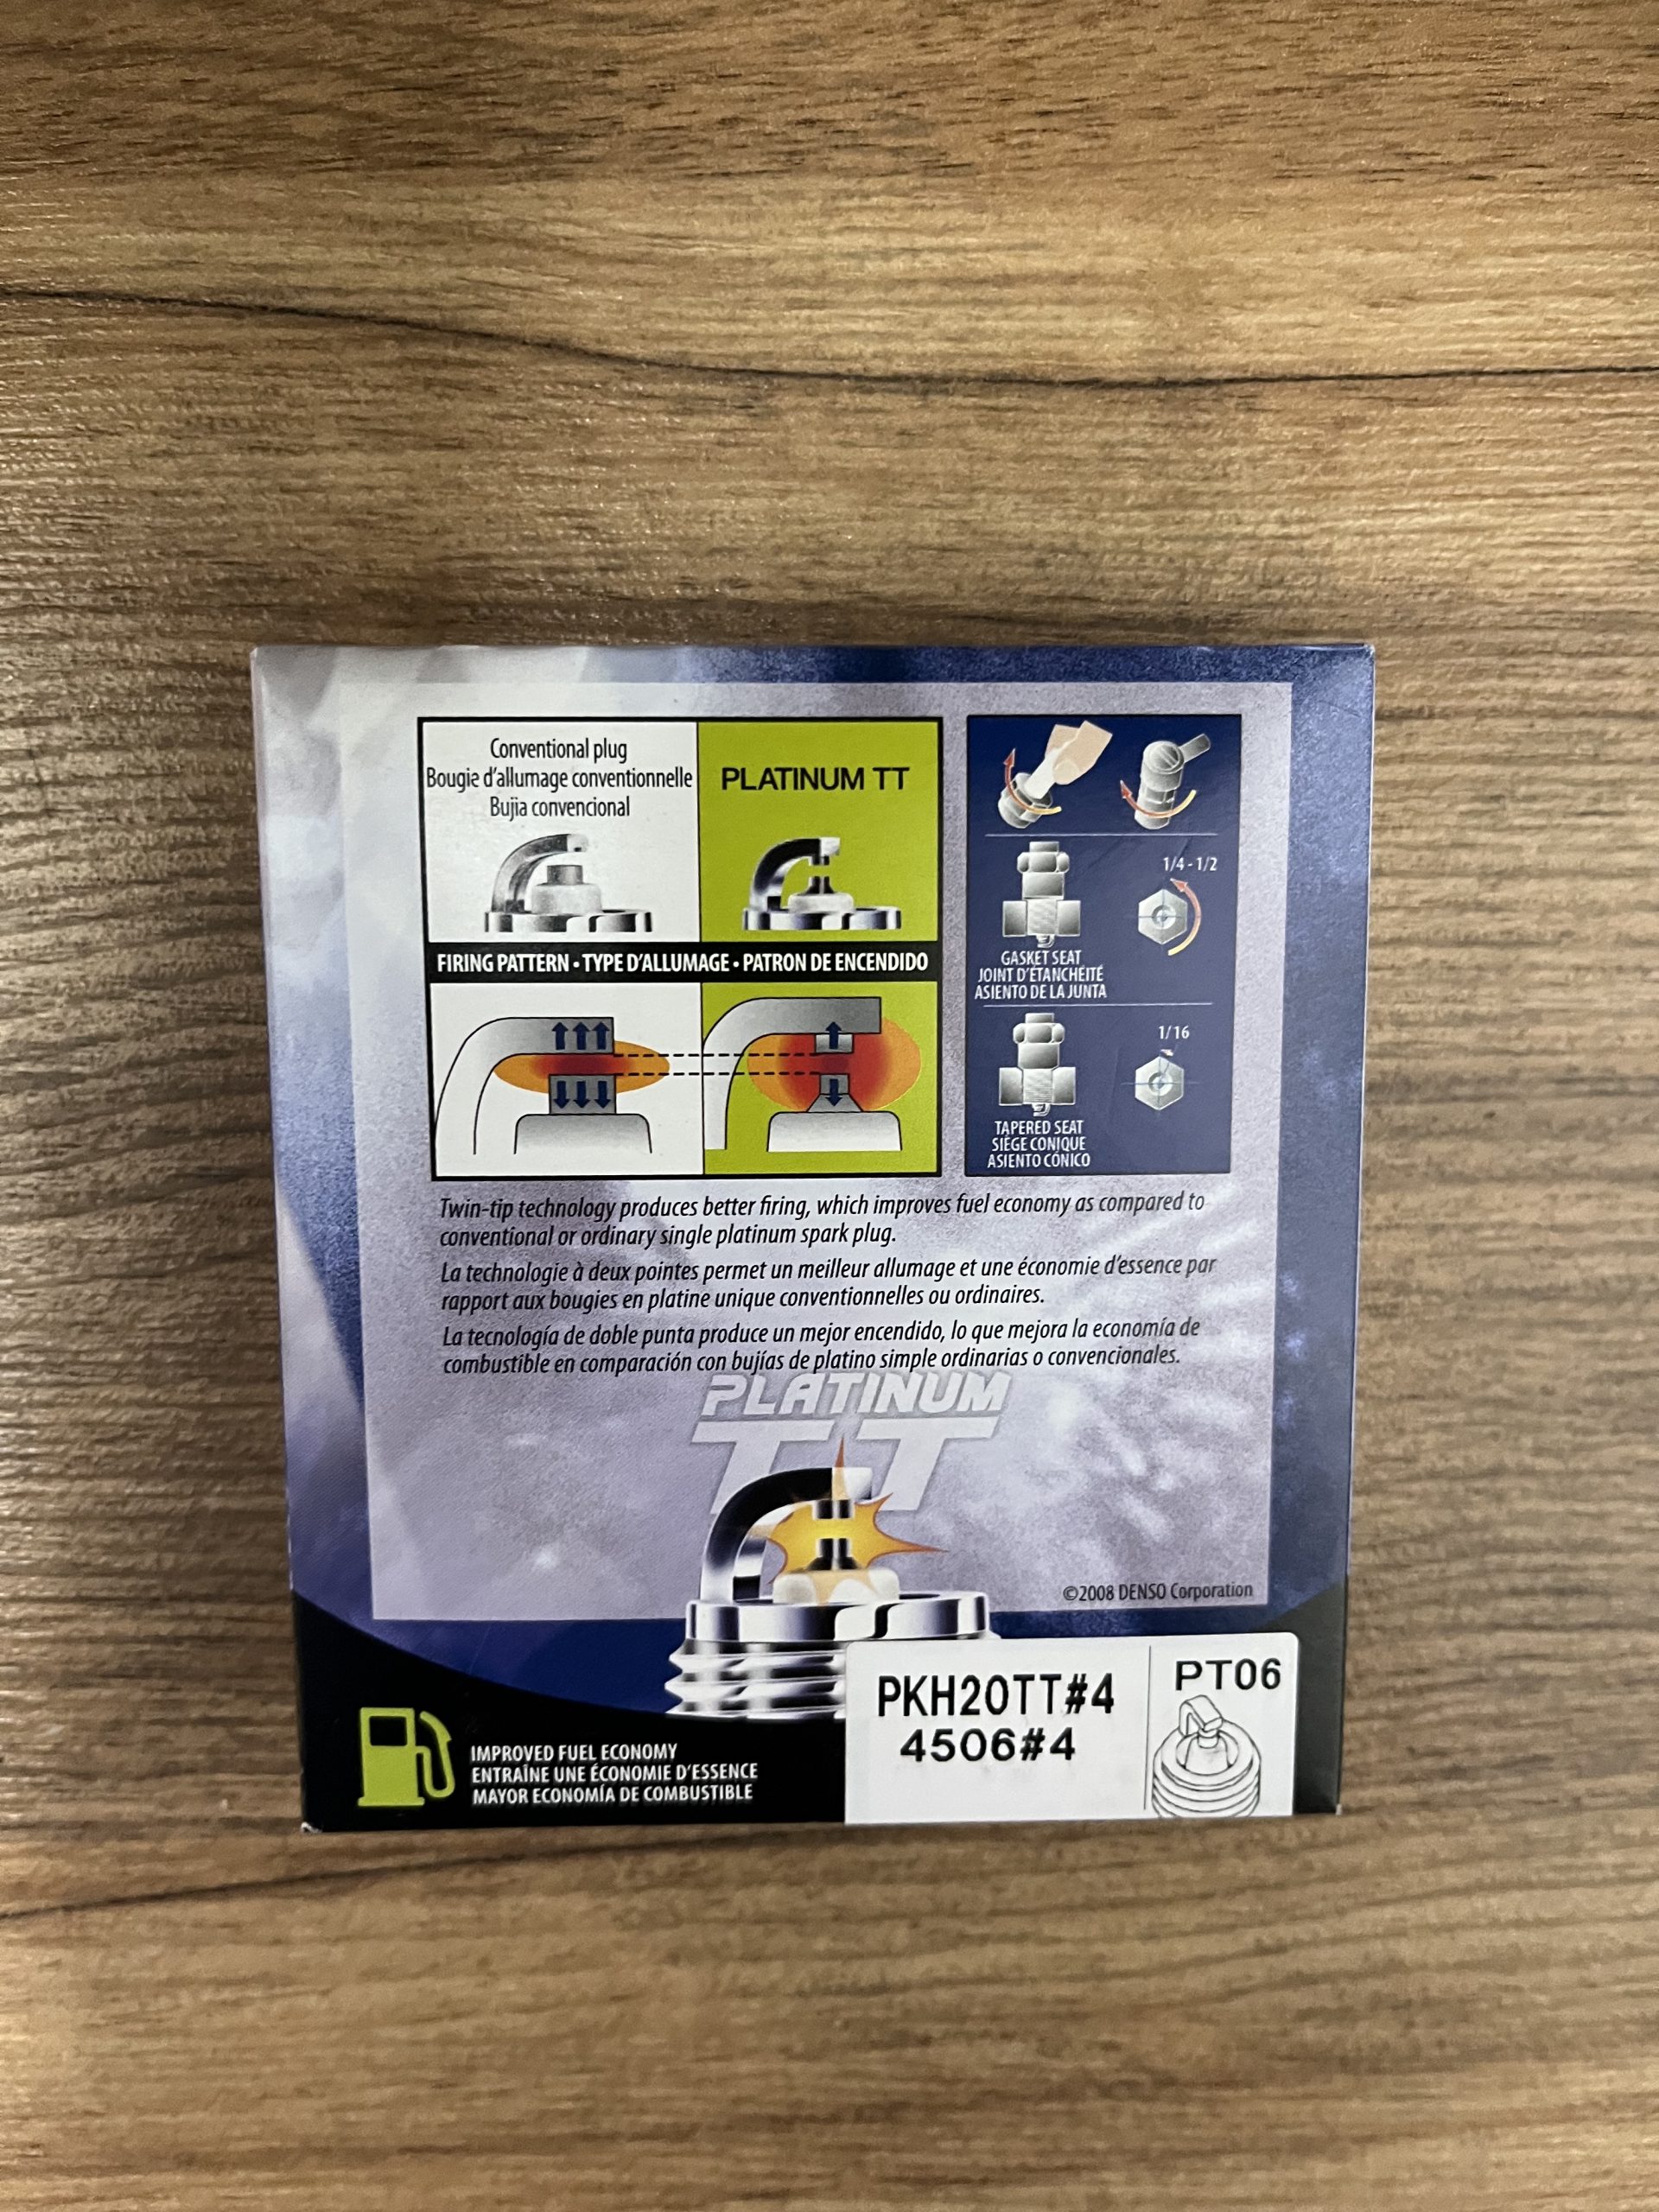 Conventional plug
Bougie d'allumage conventionnelle
Bujia convencional
PLATINUM TT
FIRING PATTERN • TYPE D'ALLUMAGE • PATRON DE ENCENDIDO
1/4 - 1/2
GASKET SEAT
JOINT D'ÉTANCHÉITÉ
ASIENTO DE LA JUNTA
1/16
TAPERED SEAT
SIÈGE CONIQUE
ASIENTO CÓNICO
Twin-tip technology produces better firing, which improves fuel economy as compared to
conventional or ordinary single platinum spark plug.
La technologie à deux pointes permet un meilleur allumage et une économie d'essence par
rapport aux bougies en platine unique conventionnelles ou ordinaires.
La tecnología de doble punta produce un mejor encendido, lo que mejora la economía de
combustible en comparación con bujías de platino simple ordinarias o convencionales.
PLATINUM
TT
©2008 DENSO Corporation
PKH20TT#4
4506#4
PT06
IMPROVED FUEL ECONOMY
ENTRAÎNE UNE ÉCONOMIE D'ESSENCE
MAYOR ECONOMÍA DE COMBUSTIBLE